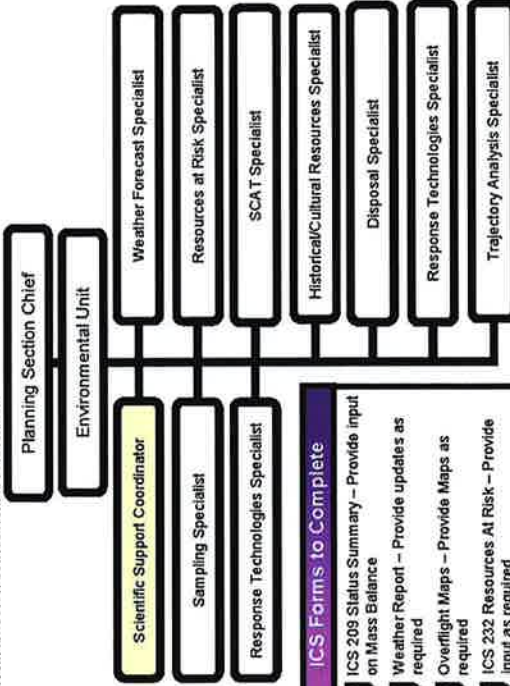 Planning Section Chief
Environmental Unit
Scientific Support Coordinator
Weather Forecast Specialist
Sampling Specialist
Resources at Risk Specialist
Response Technologies Specialist
SCAT Specialist
Historical/Cultural Resources Specialist
Disposal Specialist
Response Technologies Specialist
Trajectory Analysis Specialist
ICS Forms to Complete
ICS 209 Status Summary – Provide input
on Mass Balance
Weather Report – Provide updates as
required
Overflight Maps – Provide Maps as
required
ICS 232 Resources At Risk – Provide
input as required